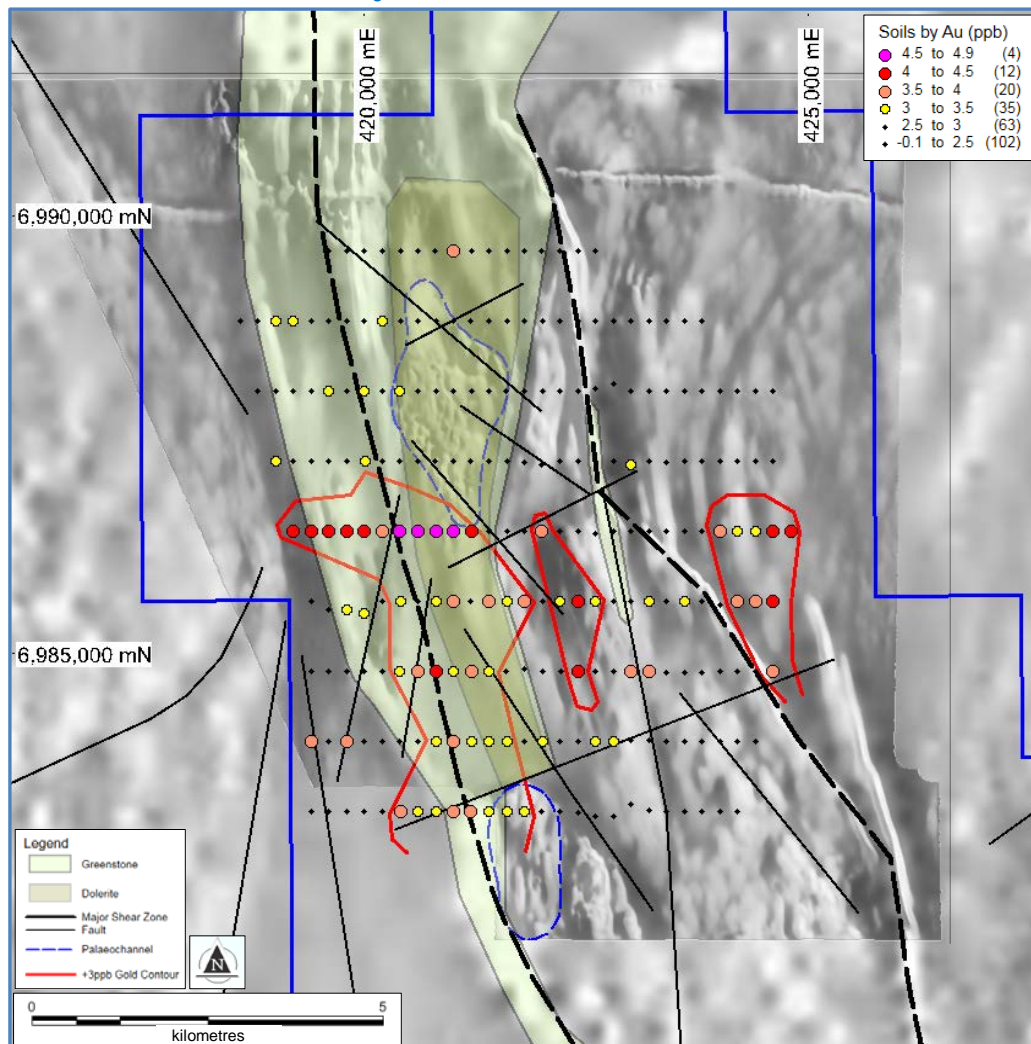 Soils by Au (ppb)
4.5 to 4.9 (4)
4 to 4.5 (12)
3.5 to 4 (20)
3 to 3.5 (35)
2.5 to 3 (63)
-0.1 to 2.5 (102)
420,000 mE
425,000 mE
6,990,000 mN
6,985,000 mN
Legend
Greenstone
Dolerite
Major Shear Zone
Fault
Palaeochannel
+3ppb Gold Contour
N
0 5
kilometres